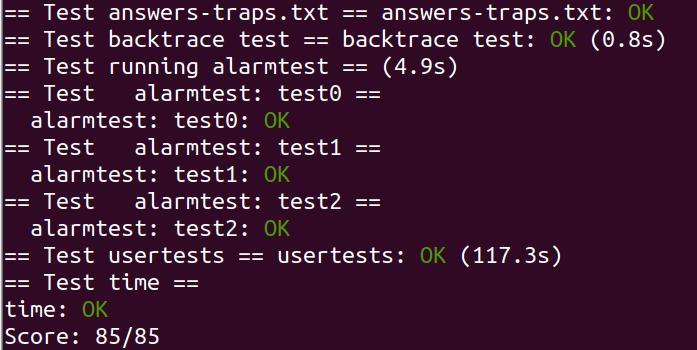 == Test answers-traps.txt == answers-traps.txt: OK
== Test backtrace test == backtrace test: OK (0.8s)
== Test running alarmtest == (4.9s)
== Test   alarmtest: test0 ==
  alarmtest: test0: OK
== Test   alarmtest: test1 ==
  alarmtest: test1: OK
== Test   alarmtest: test2 ==
  alarmtest: test2: OK
== Test usertests == usertests: OK (117.3s)
== Test time ==
time: OK
Score: 85/85